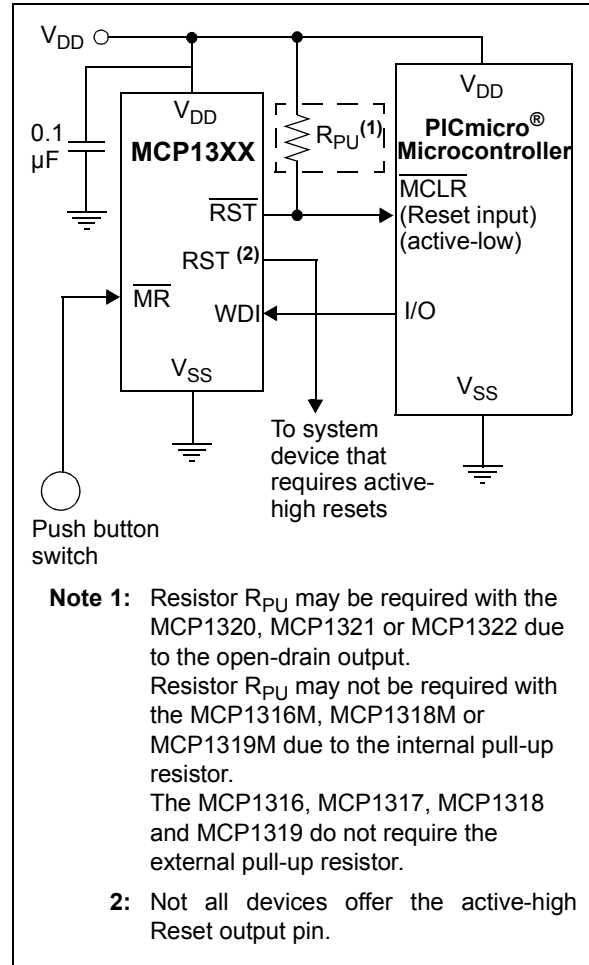 VDD
VDD
VDD
0.1
µF
MCP13XX
RPU(1)
PICmicro®
Microcontroller
RST
MCLR
(Reset input)
(active-low)
RST (2)
MR
WDI
I/O
VSS
VSS
To system
device that
requires active-
high resets
Push button
switch
Note 1: Resistor RPU may be required with the
MCP1320, MCP1321 or MCP1322 due
to the open-drain output.
Resistor RPU may not be required with
the MCP1316M, MCP1318M or
MCP1319M due to the internal pull-up
resistor.
The MCP1316, MCP1317, MCP1318
and MCP1319 do not require the
external pull-up resistor.
2: Not all devices offer the active-high
Reset output pin.